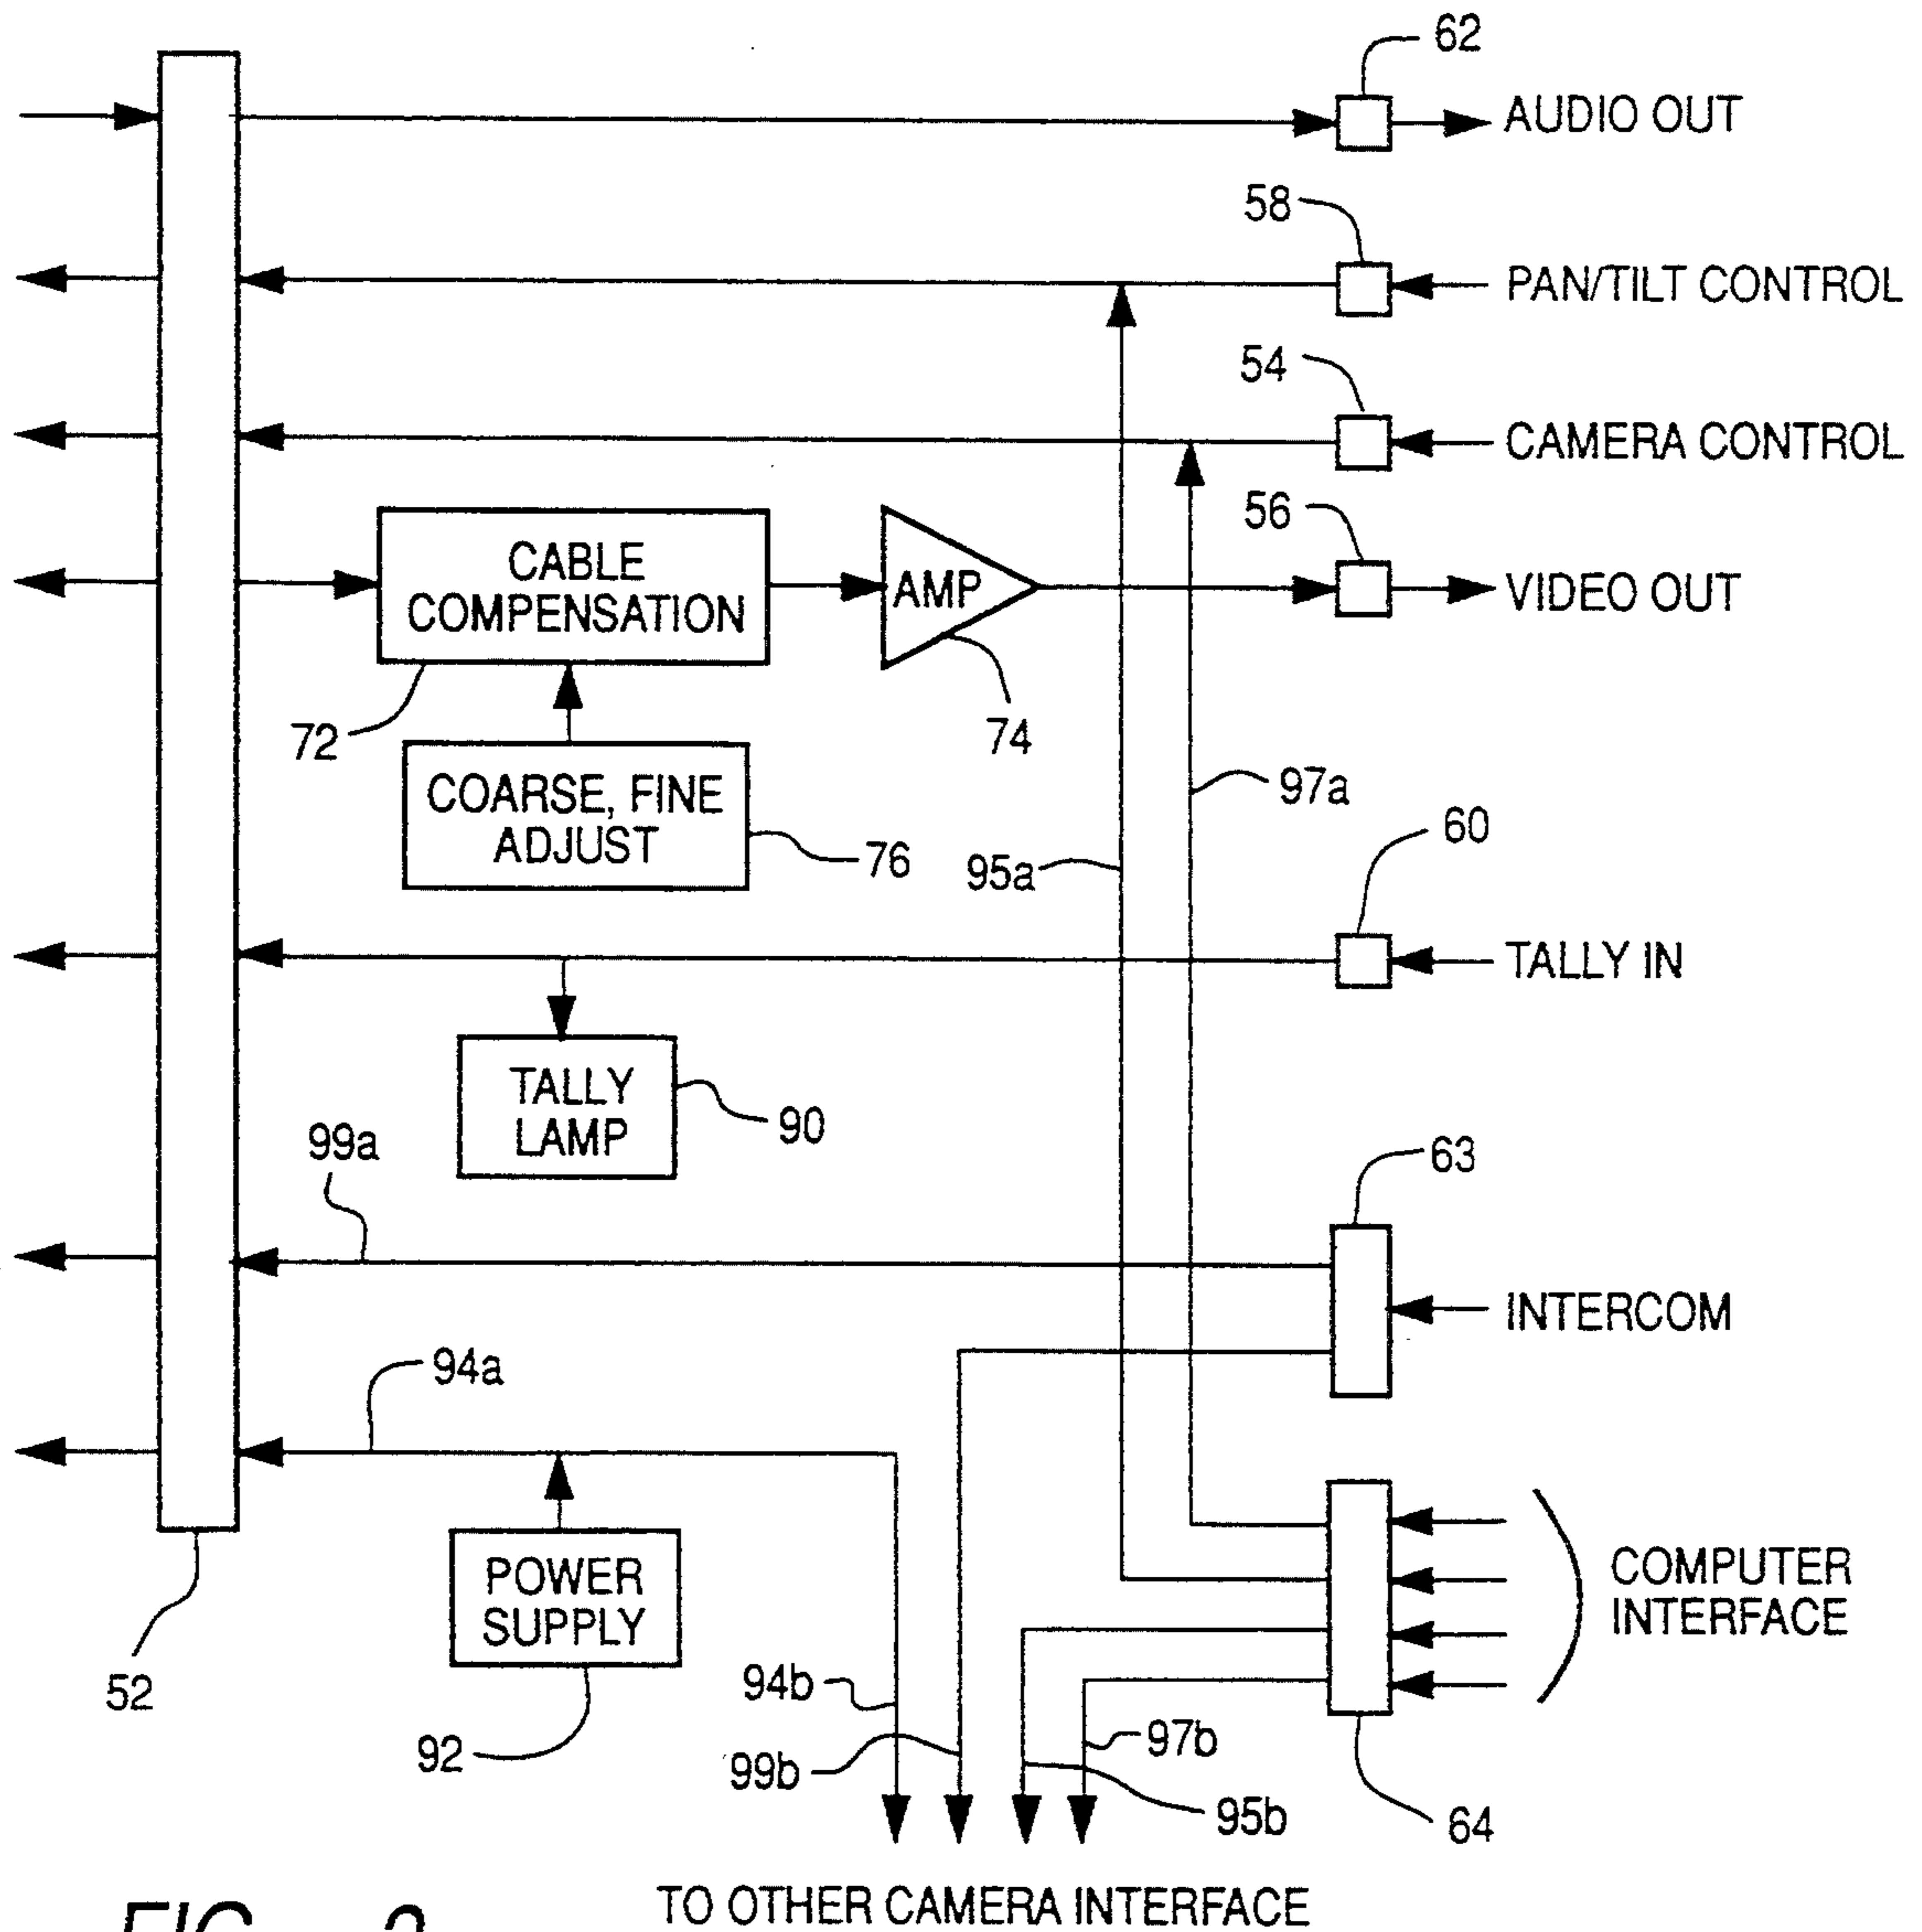 62
AUDIO OUT
58
PAN/TILT CONTROL
54
CAMERA CONTROL
56
CABLE
COMPENSATION
AMP
VIDEO OUT
72
74
COARSE, FINE
ADJUST
76
97a
95a
60
TALLY IN
TALLY
LAMP
90
99a
63
INTERCOM
94a
POWER
SUPPLY
COMPUTER
INTERFACE
52
92
94b
99b
97b
95b
64
TO OTHER CAMERA INTERFACE
FIG. 2